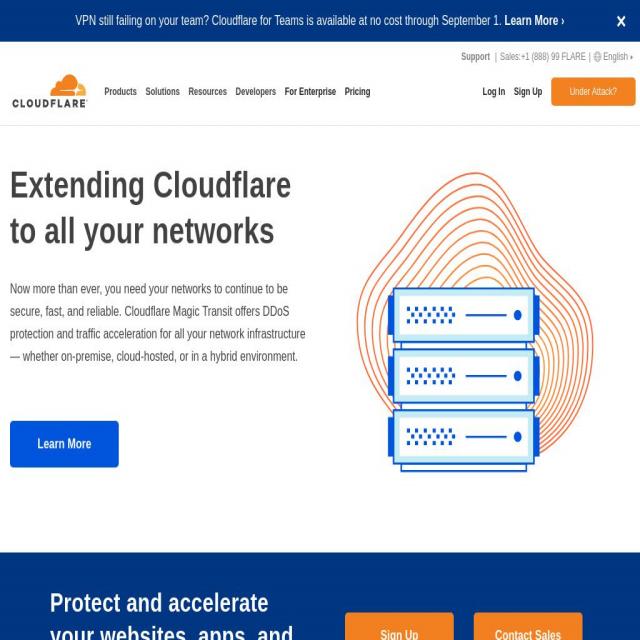 VPN still failing on your team? Cloudflare for Teams is available at no cost through September 1. Learn More ›
Support | Sales:+1 (888) 99 FLARE | English
CLOUDFLARE
Products Solutions Resources Developers For Enterprise Pricing Log In Sign Up Under Attack?
Extending Cloudflare
to all your networks
Now more than ever, you need your networks to continue to be
secure, fast, and reliable. Cloudflare Magic Transit offers DDoS
protection and traffic acceleration for all your network infrastructure
— whether on-premise, cloud-hosted, or in a hybrid environment.
Learn More
Protect and accelerate
your websites, apps, and
Sign Up Contact Sales